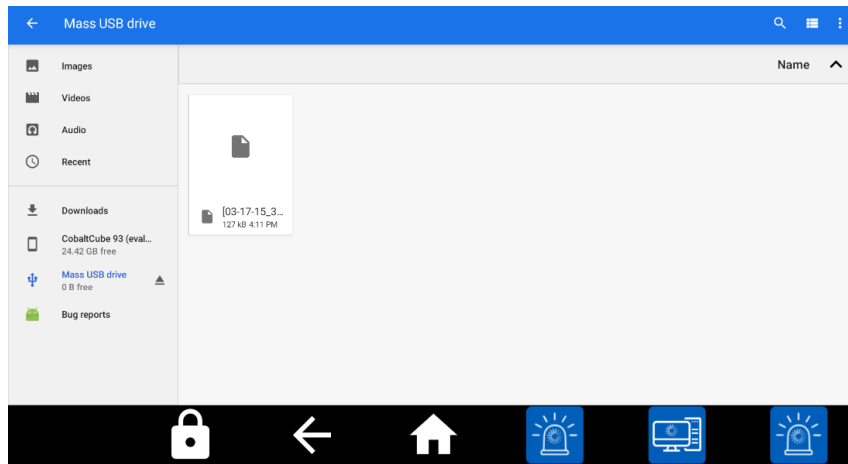 Mass USB drive
Images
Videos
Audio
Recent
Downloads
CobaltCube 93 (eval...
24.42 GB free
Mass USB drive
0 B free
Bug reports
Name
[03-17-15_3...
127 kB 4:11 PM